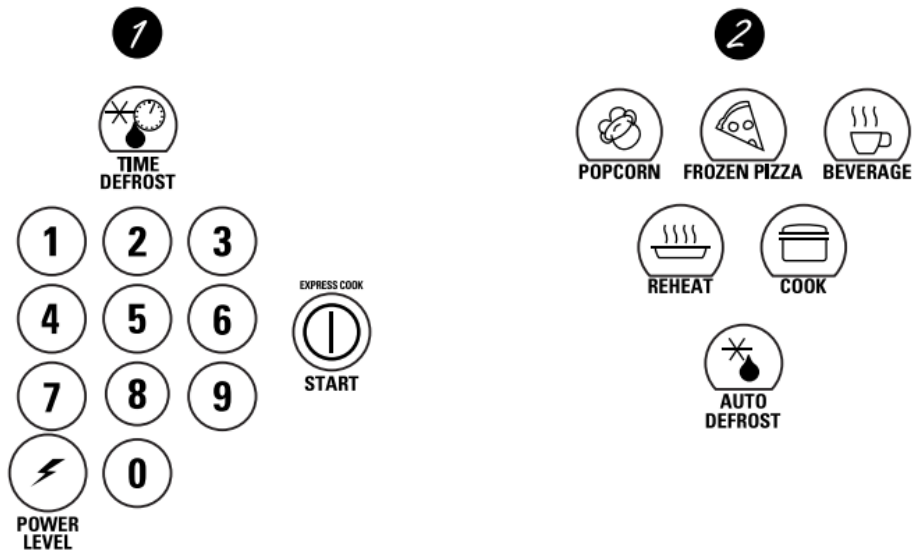 1
TIME
DEFROST
1 2 3
4 5 6
7 8 9
0
POWER
LEVEL
EXPRESS COOK
START
2
POPCORN FROZEN PIZZA BEVERAGE
REHEAT COOK
AUTO
DEFROST